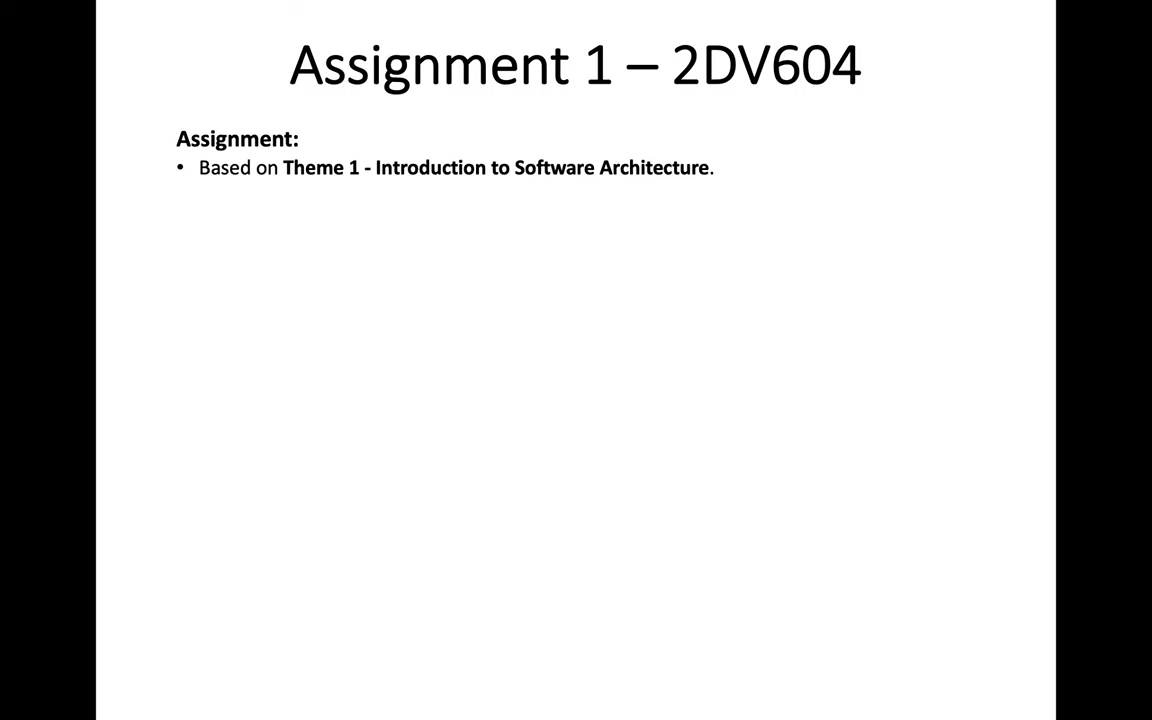 Assignment 1 – 2DV604
Assignment:
• Based on Theme 1 - Introduction to Software Architecture.